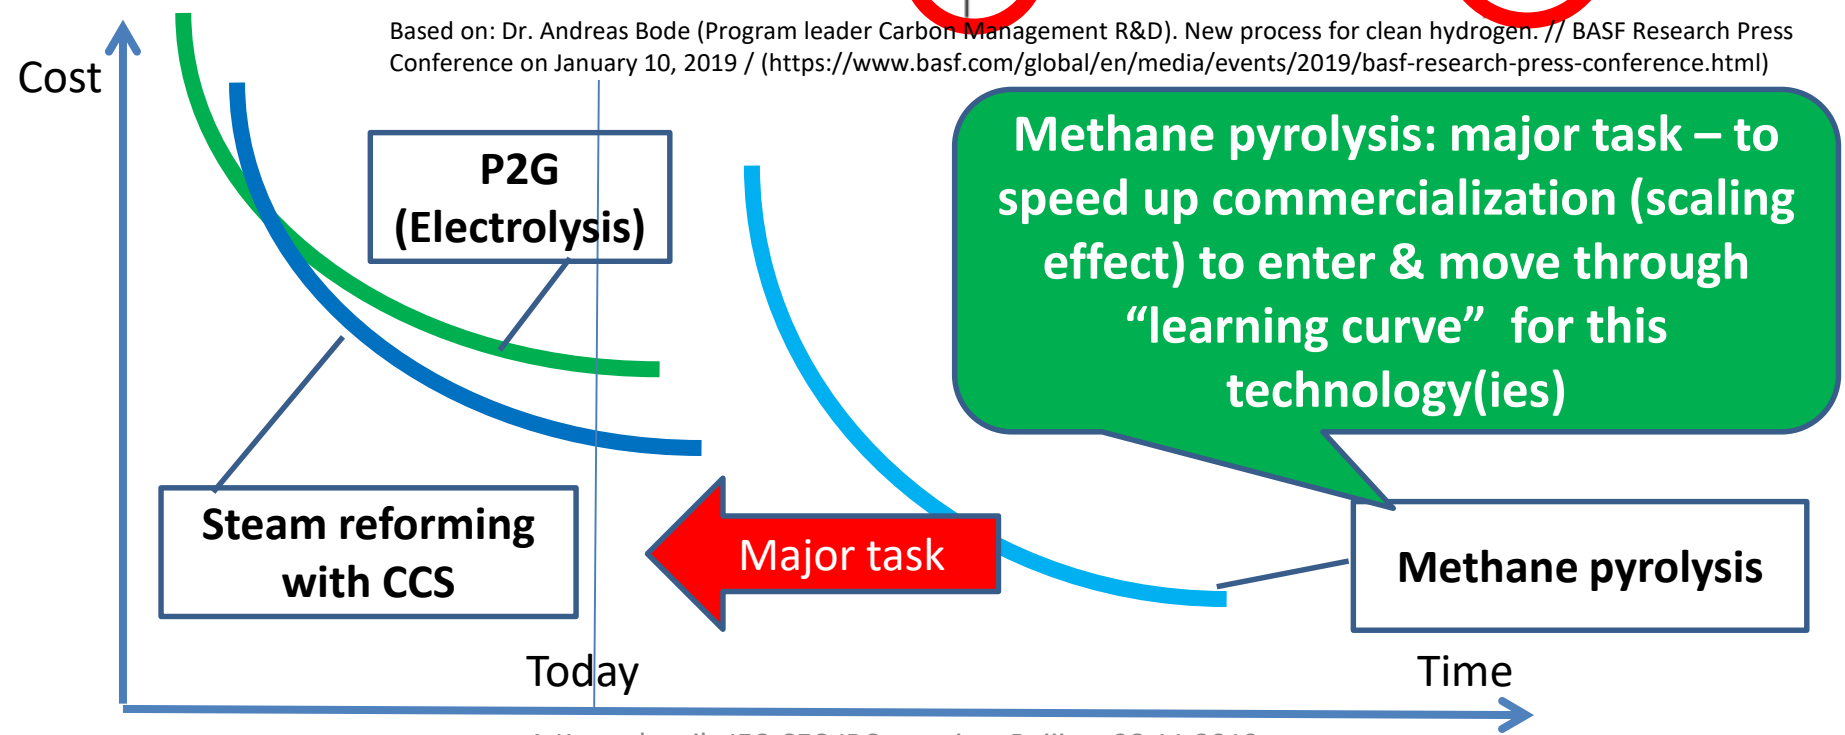 Based on: Dr. Andreas Bode (Program leader Carbon Management R&D). New process for clean hydrogen. // BASF Research Press
Conference on January 10, 2019 / (https://www.basf.com/global/en/media/events/2019/basf-research-press-conference.html)
Cost
P2G
(Electrolysis)
Methane pyrolysis: major task – to
speed up commercialization (scaling
effect) to enter & move through
“learning curve”  for this
technology(ies)
Steam reforming
with CCS
Major task
Methane pyrolysis
Today
Time